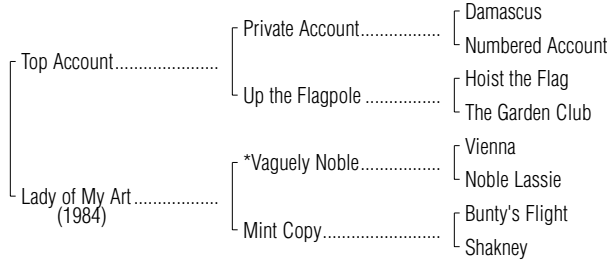 Damascus
Private Account..................
Numbered Account
Top Account.......................
Hoist the Flag
Up the Flagpole .................
The Garden Club
Vienna
*Vaguely Noble..................
Noble Lassie
Lady of My Art ..................
(1984)
Bunty's Flight
Mint Copy.........................
Shakney